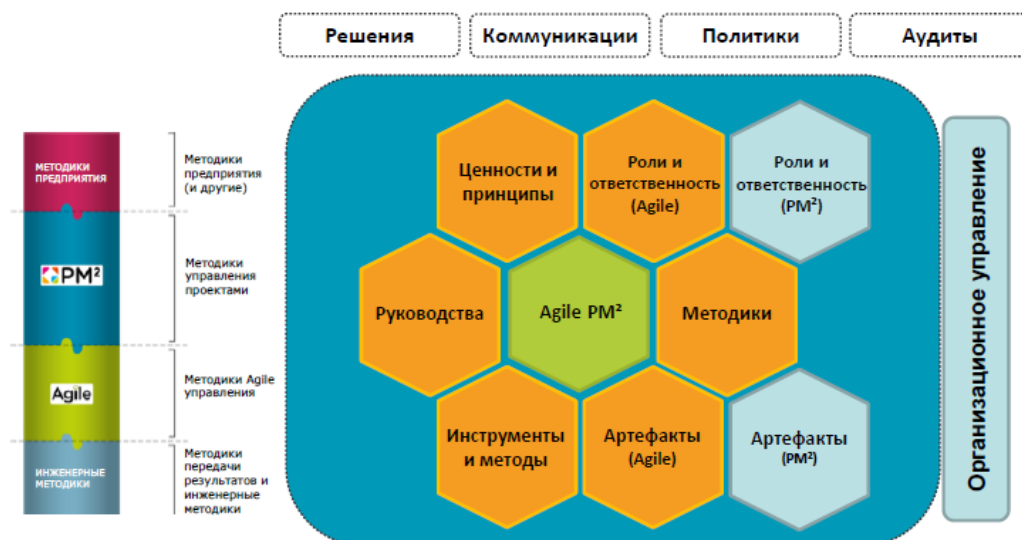 Решения
Коммуникации
Политики
Аудиты
МЕТОДИКИ
ПРЕДПРИЯТИЯ
Методики
предприятия
(и другие)
PM²
Методики
управления
проектами
Agile
Методики Agile
управления
ИНЖЕНЕРНЫЕ
МЕТОДИКИ
Методики
передачи
результатов и
инженерные
методики
Ценности и
принципы
Роли и
ответственность
(Agile)
Роли и
ответственность
(PM²)
Руководства
Agile PM²
Методики
Инструменты
и методы
Артефакты
(Agile)
Артефакты
(PM²)
Организационное управление